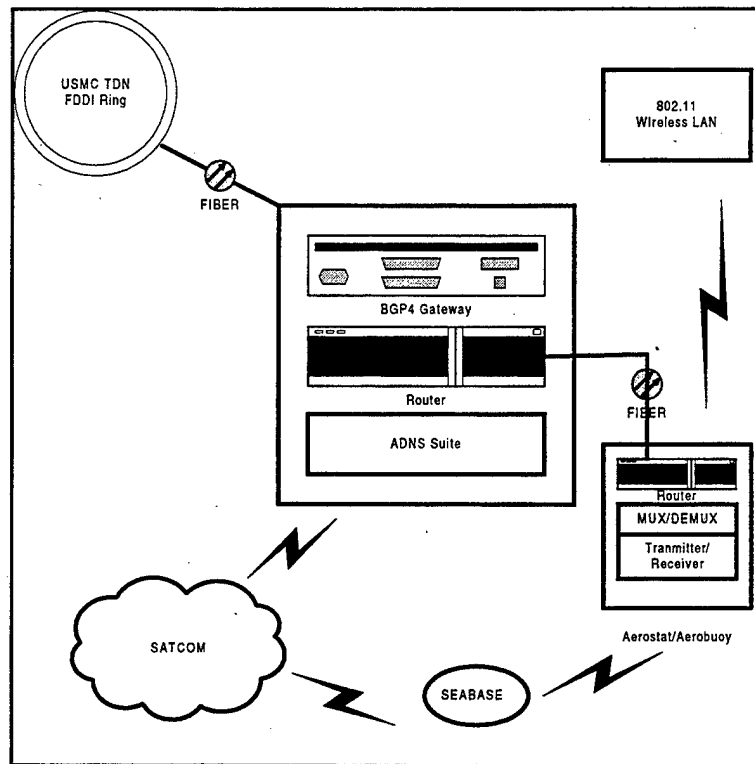 USMC TDN
FDDI Ring
802.11
Wireless LAN
FIBER
BGP4 Gateway
Router
FIBER
ADNS Suite
Router
MUX/DEMUX
Tranmitter/
Receiver
Aerostat/Aerobuoy
SATCOM
SEABASE